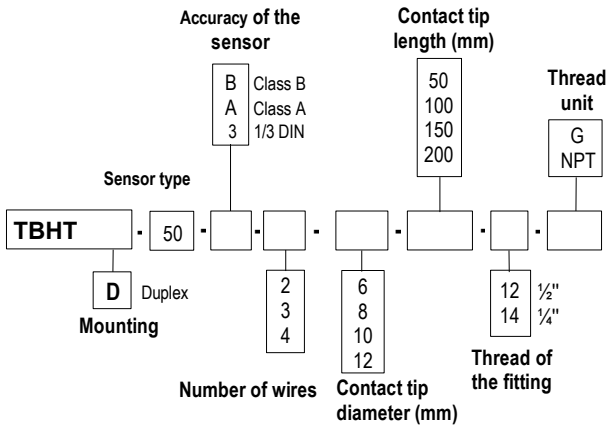 Accuracy of the sensor
B Class B
A Class A
3 1/3 DIN
Contact tip length (mm)
50
100
150
200
Thread unit
G
NPT
Sensor type
TBHT - 50 - - - - - -
D Duplex
Mounting
2
3
4
Number of wires
6
8
10
12
Contact tip diameter (mm)
12 ½"
14 ¼"
Thread of the fitting